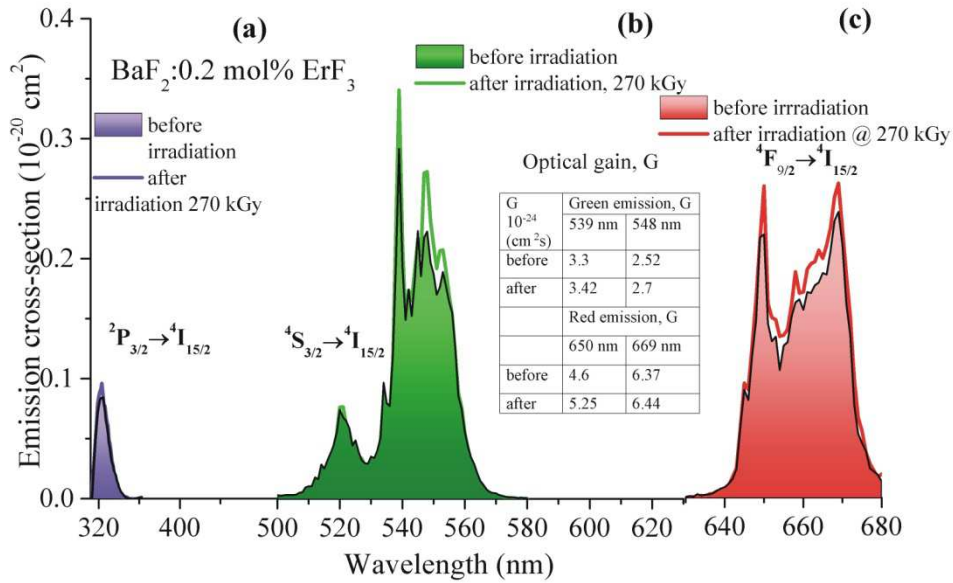 (a)
(b)
(c)
BaF₂:0.2 mol% ErF₃
before
irradiation
after
irradiation 270 kGy
before irradiation
after irradiation, 270 kGy
before irrradiation
after irradiation @ 270 kGy
⁴F₉/₂→⁴I₁₅/₂
Optical gain, G
G 10⁻²⁴ (cm²s) Green emission, G
539 nm 548 nm
before 3.3 2.52
after 3.42 2.7
Red emission, G
650 nm 669 nm
before 4.6 6.37
after 5.25 6.44
²P₃/₂→⁴I₁₅/₂
⁴S₃/₂→⁴I₁₅/₂
Emission cross-section (10⁻²⁰ cm²)
0.4
0.3
0.2
0.1
0.0
320 400 500 520 540 560 580 600 620 640 660 680
Wavelength (nm)